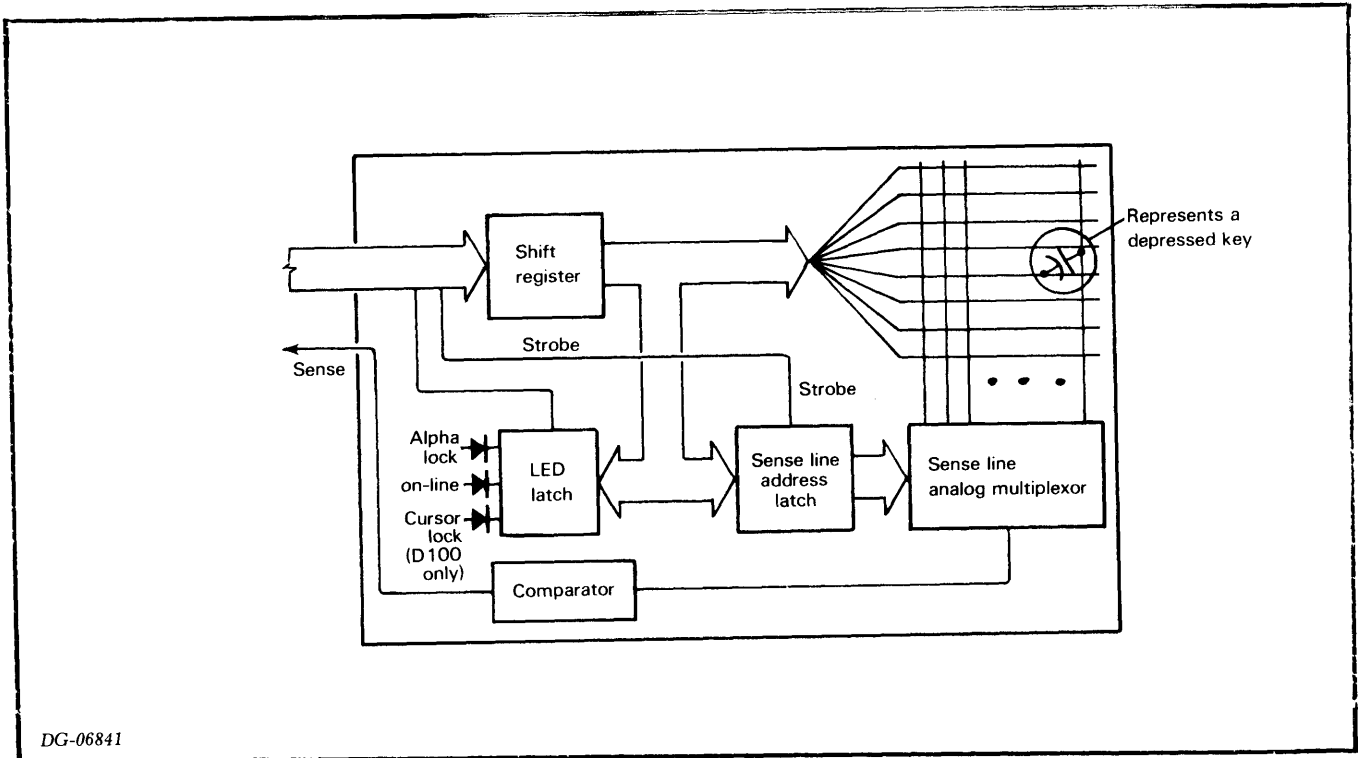 Represents a
depressed key
Shift
register
Strobe
Sense
Strobe
Alpha
lock
on-line
Cursor
lock
(D100
only)
LED
latch
Sense line
address
latch
Sense line
analog multiplexor
Comparator
DG-06841